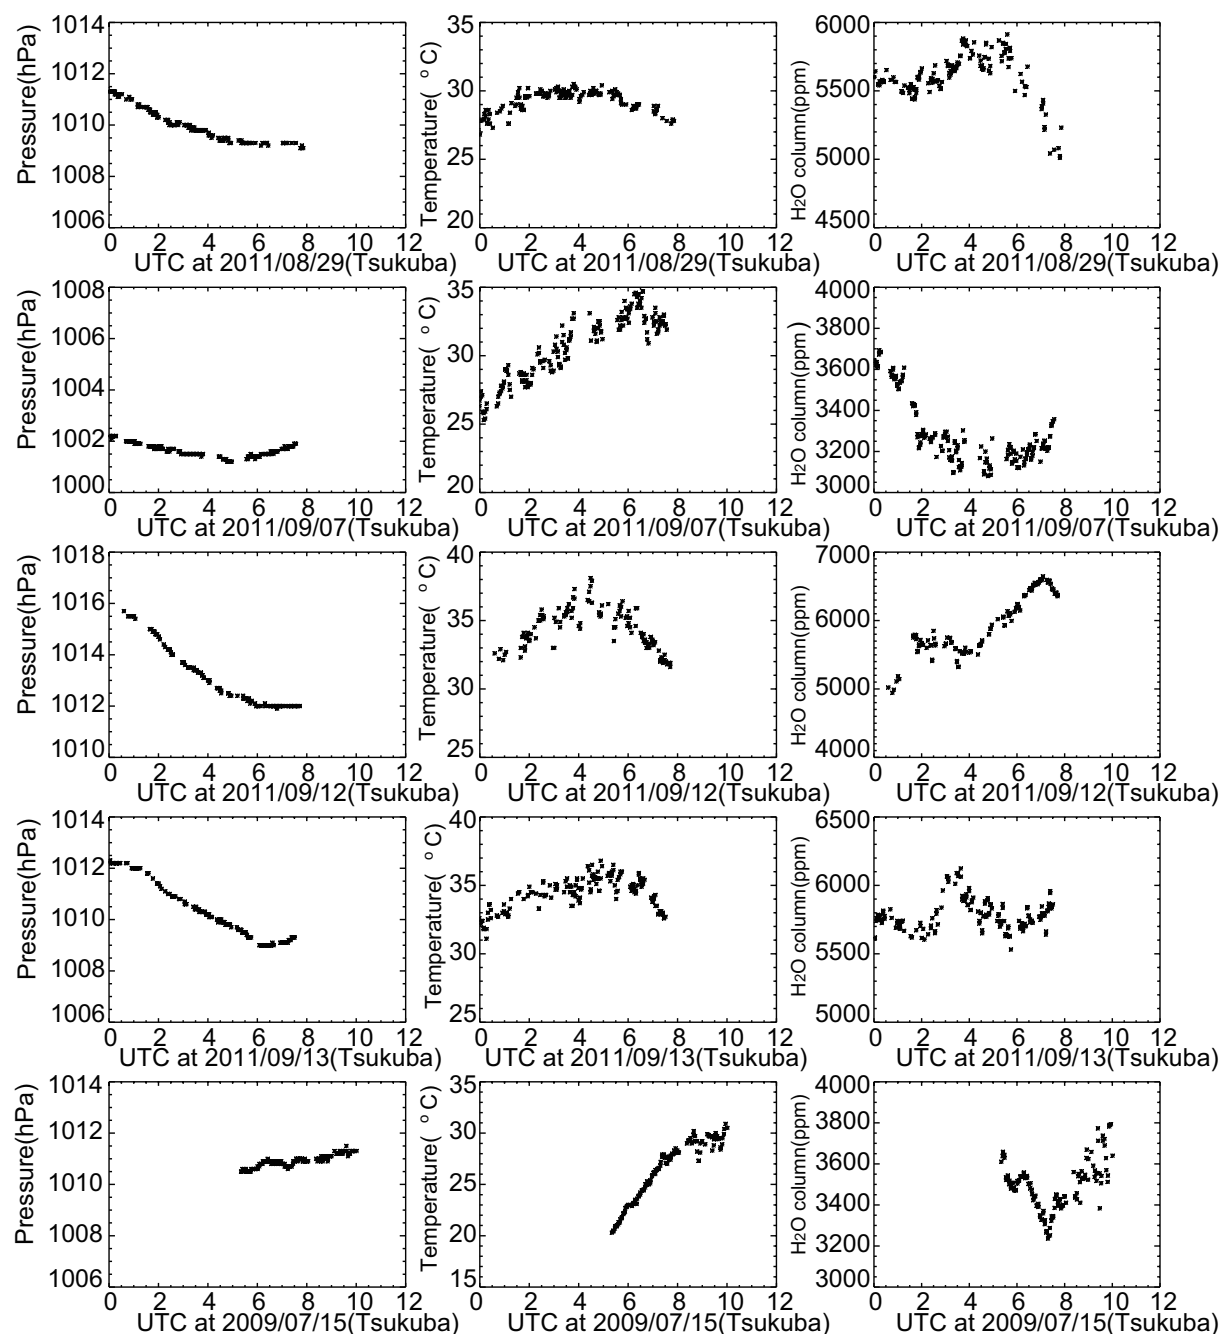 1014 35 6000
1012 5500
1010 30
1008 25 5000
1006 20 4500
Pressure(hPa) Temperature( °C) H2O column(ppm)
0 2 4 6 8 10 12 0 2 4 6 8 10 12 0 2 4 6 8 10 12
UTC at 2011/08/29(Tsukuba) UTC at 2011/08/29(Tsukuba) UTC at 2011/08/29(Tsukuba)
1008 35 4000
1006 3800
1004 30 3600
3400
1002 25 3200
1000 20 3000
Pressure(hPa) Temperature( °C) H2O column(ppm)
0 2 4 6 8 10 12 0 2 4 6 8 10 12 0 2 4 6 8 10 12
UTC at 2011/09/07(Tsukuba) UTC at 2011/09/07(Tsukuba) UTC at 2011/09/07(Tsukuba)
1018 40 7000
1016 35 6000
1014 30 5000
1012
1010 25 4000
Pressure(hPa) Temperature( °C) H2O column(ppm)
0 2 4 6 8 10 12 0 2 4 6 8 10 12 0 2 4 6 8 10 12
UTC at 2011/09/12(Tsukuba) UTC at 2011/09/12(Tsukuba) UTC at 2011/09/12(Tsukuba)
1014 40 6500
1012 35 6000
1010
1008 30 5500
1006 25 5000
Pressure(hPa) Temperature( °C) H2O column(ppm)
0 2 4 6 8 10 12 0 2 4 6 8 10 12 0 2 4 6 8 10 12
UTC at 2011/09/13(Tsukuba) UTC at 2011/09/13(Tsukuba) UTC at 2011/09/13(Tsukuba)
1014 35 4000
1012 30 3800
3600
1010 25 3400
1008 20 3200
1006 15 3000
Pressure(hPa) Temperature( °C) H2O column(ppm)
0 2 4 6 8 10 12 0 2 4 6 8 10 12 0 2 4 6 8 10 12
UTC at 2009/07/15(Tsukuba) UTC at 2009/07/15(Tsukuba) UTC at 2009/07/15(Tsukuba)